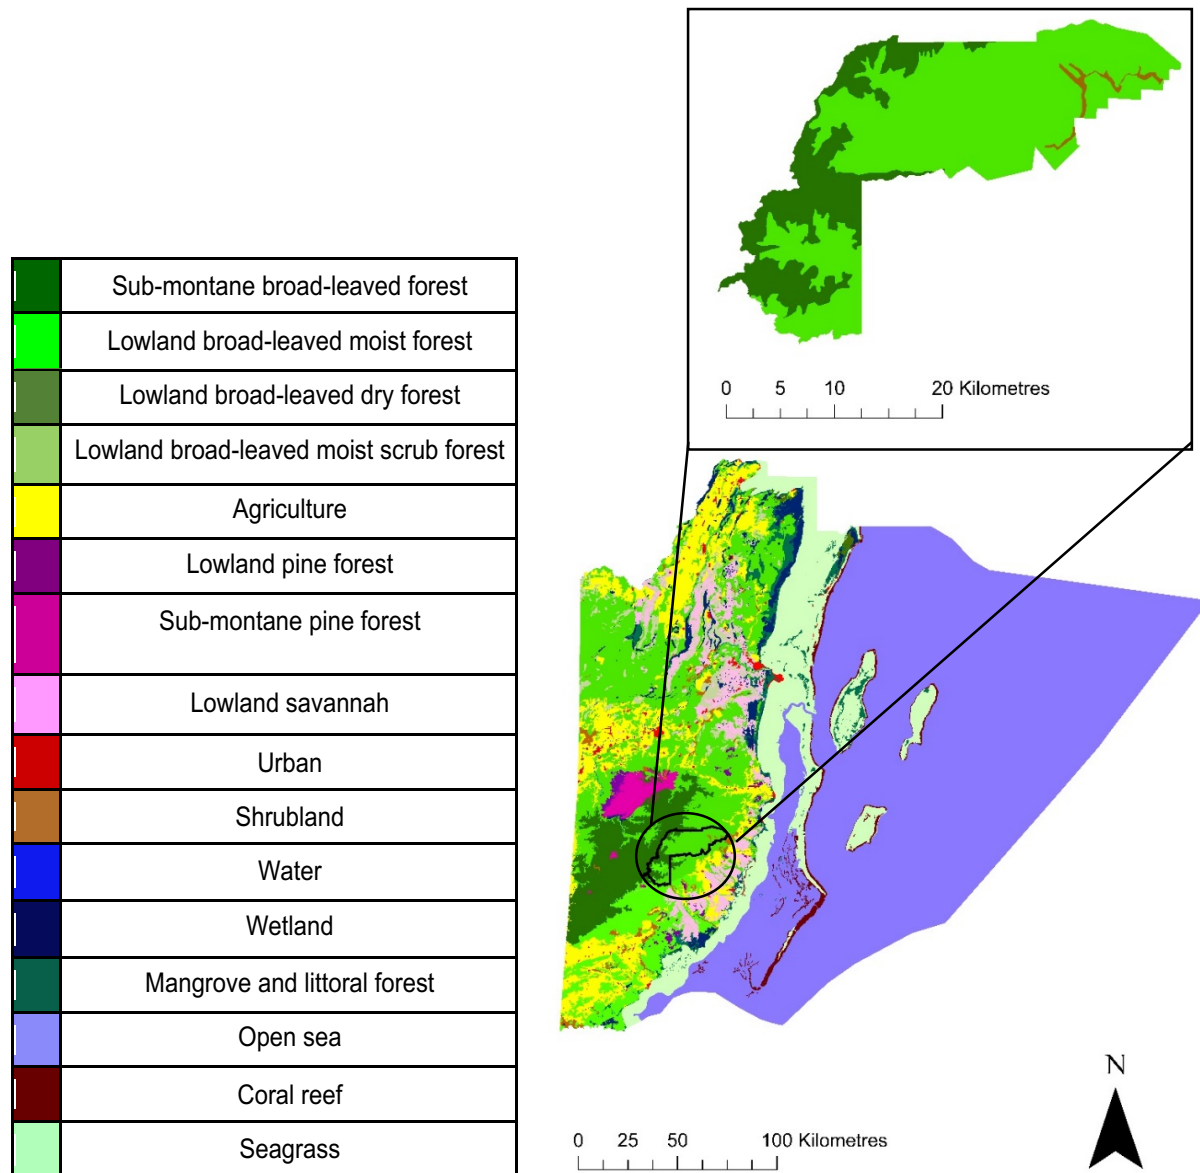 0 5 10 20 Kilometres
Sub-montane broad-leaved forest
Lowland broad-leaved moist forest
Lowland broad-leaved dry forest
Lowland broad-leaved moist scrub forest
Agriculture
Lowland pine forest
Sub-montane pine forest
Lowland savannah
Urban
Shrubland
Water
Wetland
Mangrove and littoral forest
Open sea
Coral reef
Seagrass
N
0 25 50 100 Kilometres